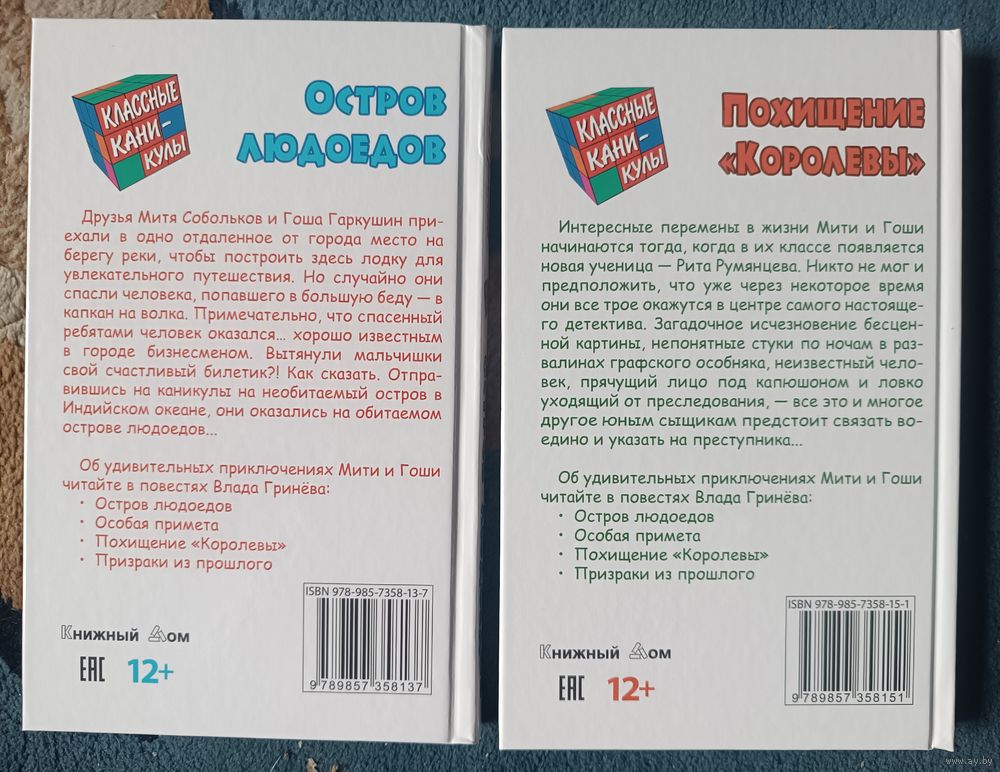 КЛАССНЫЕ
КАНИ-
КУЛЫ
ОСТРОВ
ЛЮДОЕДОВ
Друзья Митя Собольков и Гоша Гаркушин при-
ехали в одно отдаленное от города место на
берегу реки, чтобы построить здесь лодку для
увлекательного путешествия. Но случайно они
спасли человека, попавшего в большую беду — в
капкан на волка. Примечательно, что спасенный
ребятами человек оказался... хорошо известным
в городе бизнесменом. Вытянули мальчишки
свой счастливый билетик?! Как сказать. Отпра-
вившись на каникулы на необитаемый остров в
Индийском океане, они оказались на обитаемом
острове людоедов...
Об удивительных приключениях Мити и Гоши
читайте в повестях Влада Гринёва:
• Остров людоедов
• Особая примета
• Похищение «Королевы»
• Призраки из прошлого
ISBN 978-985-7358-13-7
9 789857 358137
Книжный Дом
ЕАС 12+
КЛАССНЫЕ
КАНИ-
КУЛЫ
ПОХИЩЕНИЕ
«КОРОЛЕВЫ»
Интересные перемены в жизни Мити и Гоши
начинаются тогда, когда в их классе появляется
новая ученица — Рита Румянцева. Никто не мог и
предположить, что уже через некоторое время
они все трое окажутся в центре самого настояще-
го детектива. Загадочное исчезновение бесцен-
ной картины, непонятные стуки по ночам в раз-
валинах графского особняка, неизвестный чело-
век, прячущий лицо под капюшоном и ловко
уходящий от преследования, — все это и многое
другое юным сыщикам предстоит связать во-
едино и указать на преступника...
Об удивительных приключениях Мити и Гоши
читайте в повестях Влада Гринёва:
• Остров людоедов
• Особая примета
• Похищение «Королевы»
• Призраки из прошлого
ISBN 978-985-7358-15-1
9 789857 358151
Книжный Дом
ЕАС 12+
www.ay.by